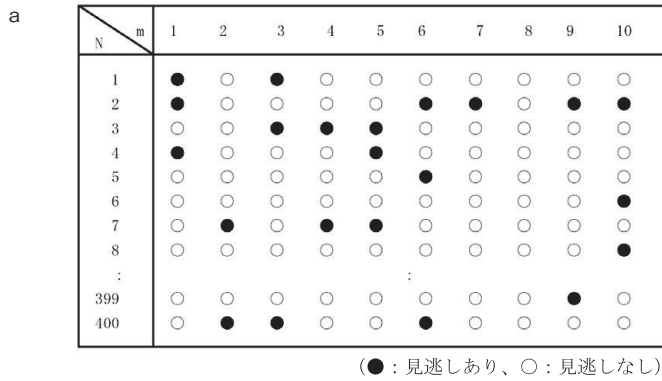 a
m
N
1 2 3 4 5 6 7 8 9 10
1 ● ○ ● ○ ○ ○ ○ ○ ○ ○
2 ● ○ ○ ○ ○ ● ● ○ ● ●
3 ○ ○ ● ● ● ○ ○ ○ ○ ○
4 ● ○ ○ ○ ● ○ ○ ○ ○ ○
5 ○ ○ ○ ○ ○ ● ○ ○ ○ ○
6 ○ ○ ○ ○ ○ ○ ○ ○ ○ ●
7 ○ ● ○ ● ● ○ ○ ○ ○ ○
8 ○ ○ ○ ○ ○ ○ ○ ○ ○ ●
: :
399 ○ ○ ○ ○ ○ ○ ○ ○ ● ○
400 ○ ● ● ○ ○ ● ○ ○ ○ ○
(●：見逃しあり、○：見逃しなし)